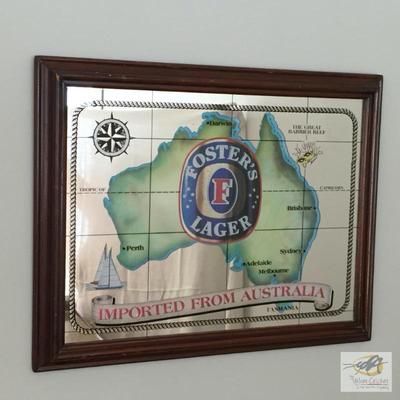 Darwin
THE GREAT
BARRIER REEF
FOSTER'S
F
LAGER
TROPIC OF
CAPRICORN
Brisbane
Perth
Sydney
Adelaide
Melbourne
IMPORTED FROM AUSTRALIA
TASMANIA